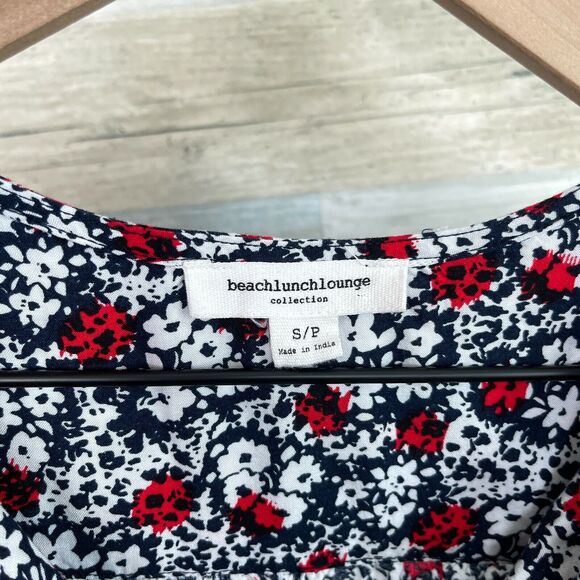 beachlunchlounge
collection
S/P
Made in India